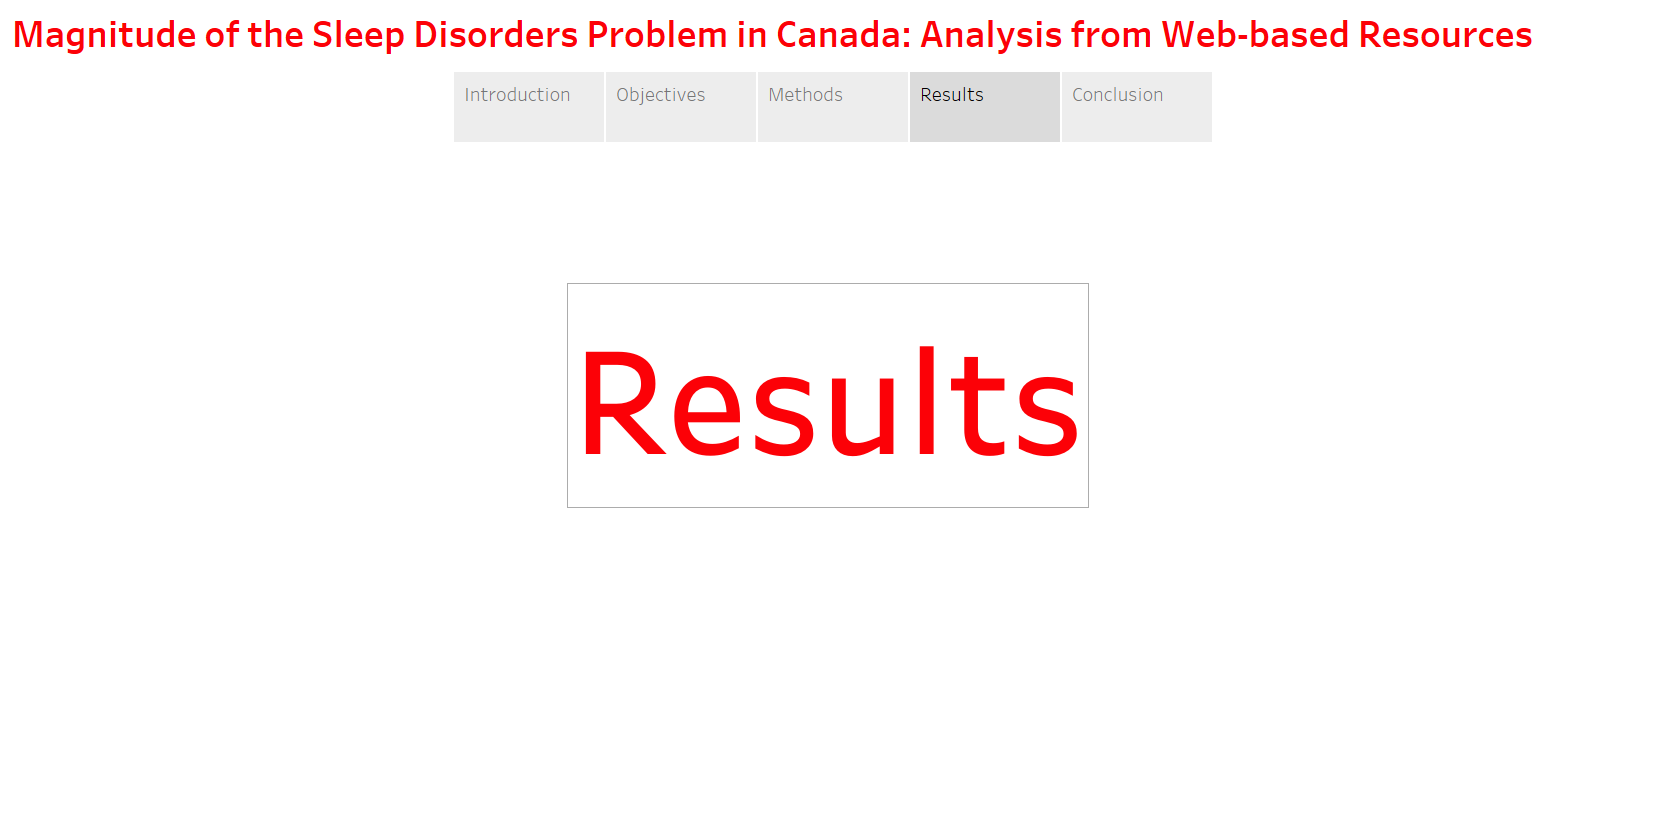 Magnitude of the Sleep Disorders Problem in Canada: Analysis from Web-based Resources
Introduction
Objectives
Methods
Results
Conclusion
Results